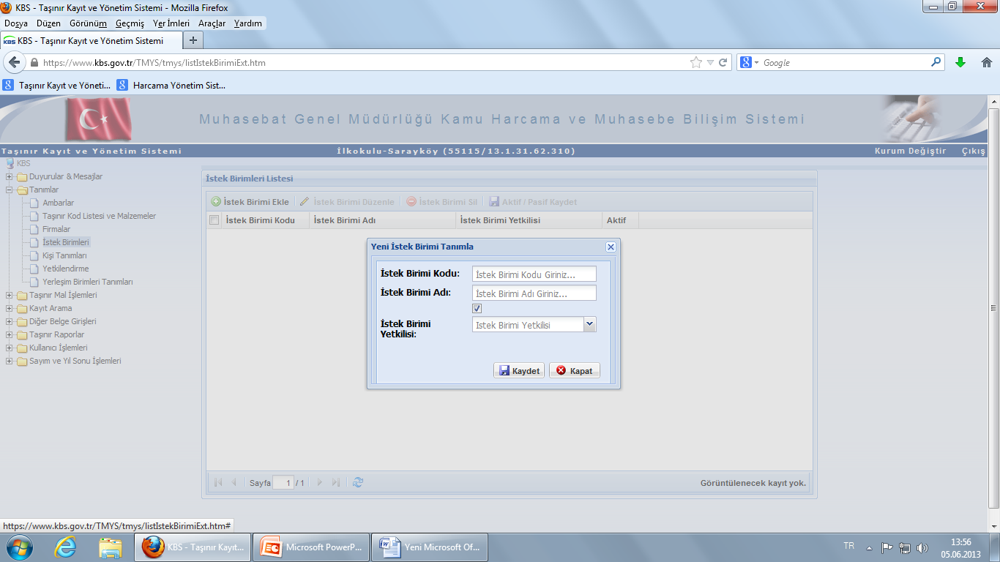 KBS - Taşınır Kayıt ve Yönetim Sistemi - Mozilla Firefox
Dosya Düzen Görünüm Geçmiş Yer İmleri Araçlar Yardım
KBS KBS - Taşınır Kayıt ve Yönetim Sistemi +
https://www.kbs.gov.tr/TMYS/tmys/listIstekBirimiExt.htm
Google
Taşınır Kayıt ve Yöneti... Harcama Yönetim Sist...
Muhasebat Genel Müdürlüğü Kamu Harcama ve Muhasebe Bilişim Sistemi
Taşınır Kayıt ve Yönetim Sistemi
İlkokulu-Sarayköy (55115/13.1.31.62.310)
Kurum Değiştir Çıkış
KBS
Duyurular & Mesajlar
Tanımlar
Ambarlar
Taşınır Kod Listesi ve Malzemeler
Firmalar
İstek Birimleri
Kişi Tanımları
Yetkilendirme
Yerleşim Birimleri Tanımları
Taşınır Mal İşlemleri
Kayıt Arama
Diğer Belge Girişleri
Taşınır Raporlar
Kullanıcı İşlemleri
Sayım ve Yıl Sonu İşlemleri
İstek Birimleri Listesi
İstek Birimi Ekle İstek Birimi Düzenle İstek Birimi Sil Aktif / Pasif Kaydet
İstek Birimi Kodu İstek Birimi Adı İstek Birimi Yetkilisi Aktif
Yeni İstek Birimi Tanımla
İstek Birimi Kodu: İstek Birimi Kodu Giriniz...
İstek Birimi Adı: İstek Birimi Adı Giriniz...
İstek Birimi Yetkilisi: Istek Birimi Yetkilisi
Kaydet Kapat
Sayfa 1 / 1
Görüntülenecek kayıt yok.
https://www.kbs.gov.tr/TMYS/tmys/listIstekBirimiExt.htm#
KBS - Taşınır Kayıt... Microsoft PowerP... Yeni Microsoft Of...
TR
13:56
05.06.2013